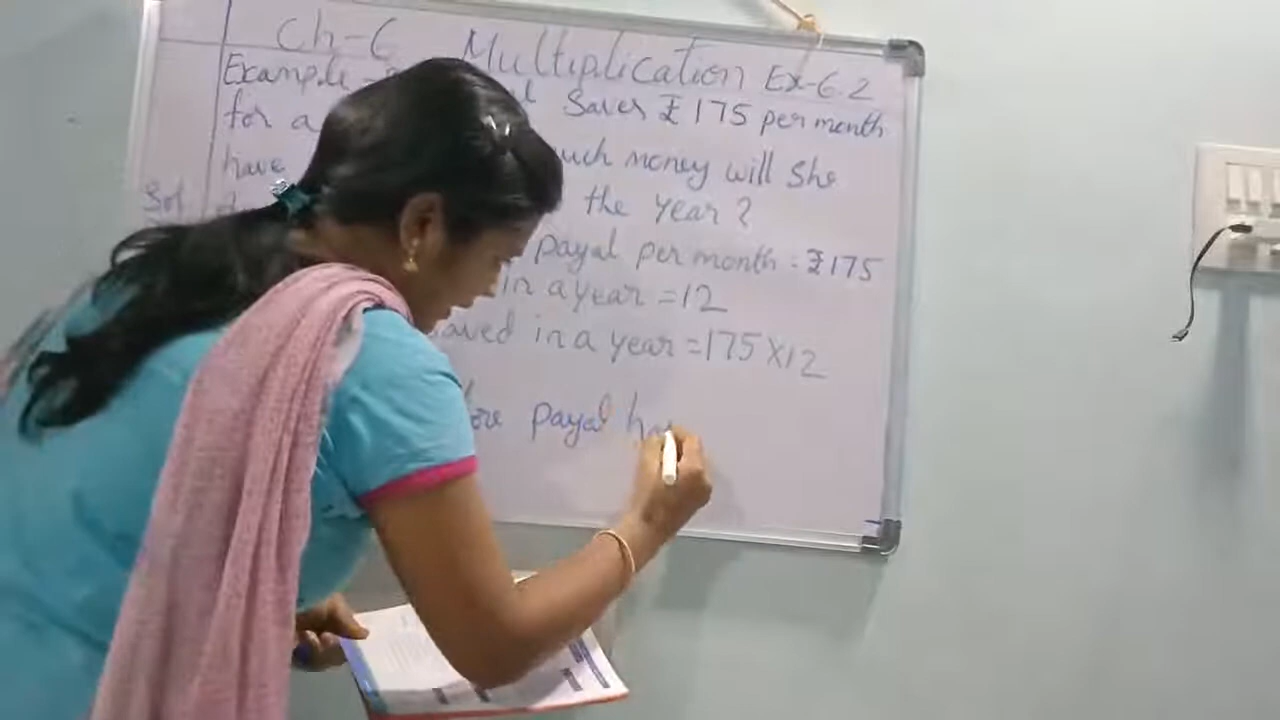 Ch-6 Multiplication Ex-6.2
Example Saves ₹175 per month
for a
have much money will she
Sol the year?
payal per month = ₹175
in a year =12
saved in a year =175×12
payal ha